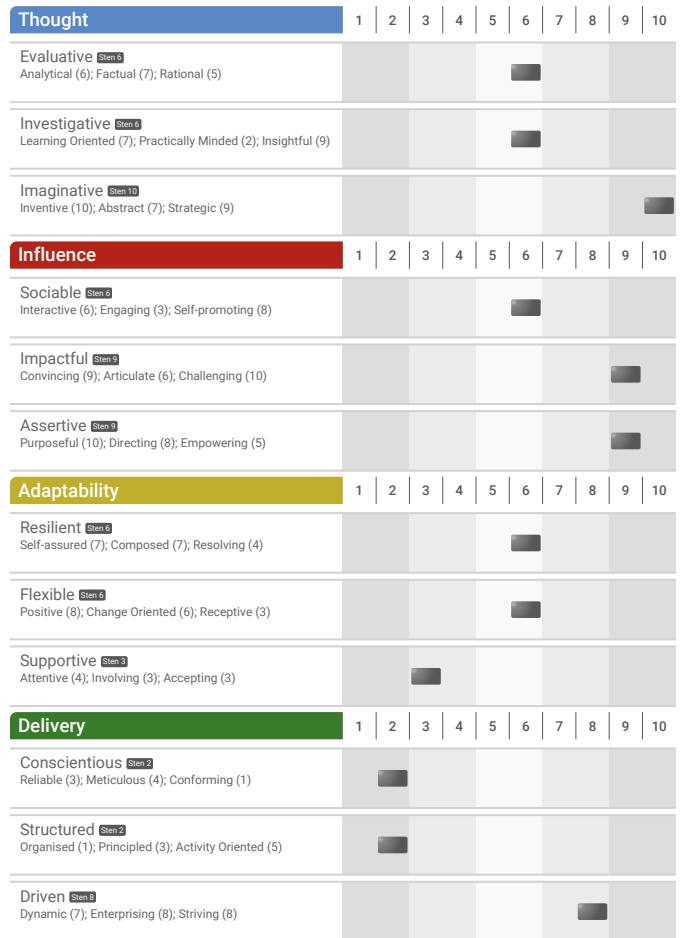 Thought 1 2 3 4 5 6 7 8 9 10
Evaluative Sten 6
Analytical (6); Factual (7); Rational (5)
Investigative Sten 6
Learning Oriented (7); Practically Minded (2); Insightful (9)
Imaginative Sten 10
Inventive (10); Abstract (7); Strategic (9)
Influence 1 2 3 4 5 6 7 8 9 10
Sociable Sten 6
Interactive (6); Engaging (3); Self-promoting (8)
Impactful Sten 9
Convincing (9); Articulate (6); Challenging (10)
Assertive Sten 9
Purposeful (10); Directing (8); Empowering (5)
Adaptability 1 2 3 4 5 6 7 8 9 10
Resilient Sten 6
Self-assured (7); Composed (7); Resolving (4)
Flexible Sten 6
Positive (8); Change Oriented (6); Receptive (3)
Supportive Sten 3
Attentive (4); Involving (3); Accepting (3)
Delivery 1 2 3 4 5 6 7 8 9 10
Conscientious Sten 2
Reliable (3); Meticulous (4); Conforming (1)
Structured Sten 2
Organised (1); Principled (3); Activity Oriented (5)
Driven Sten 8
Dynamic (7); Enterprising (8); Striving (8)